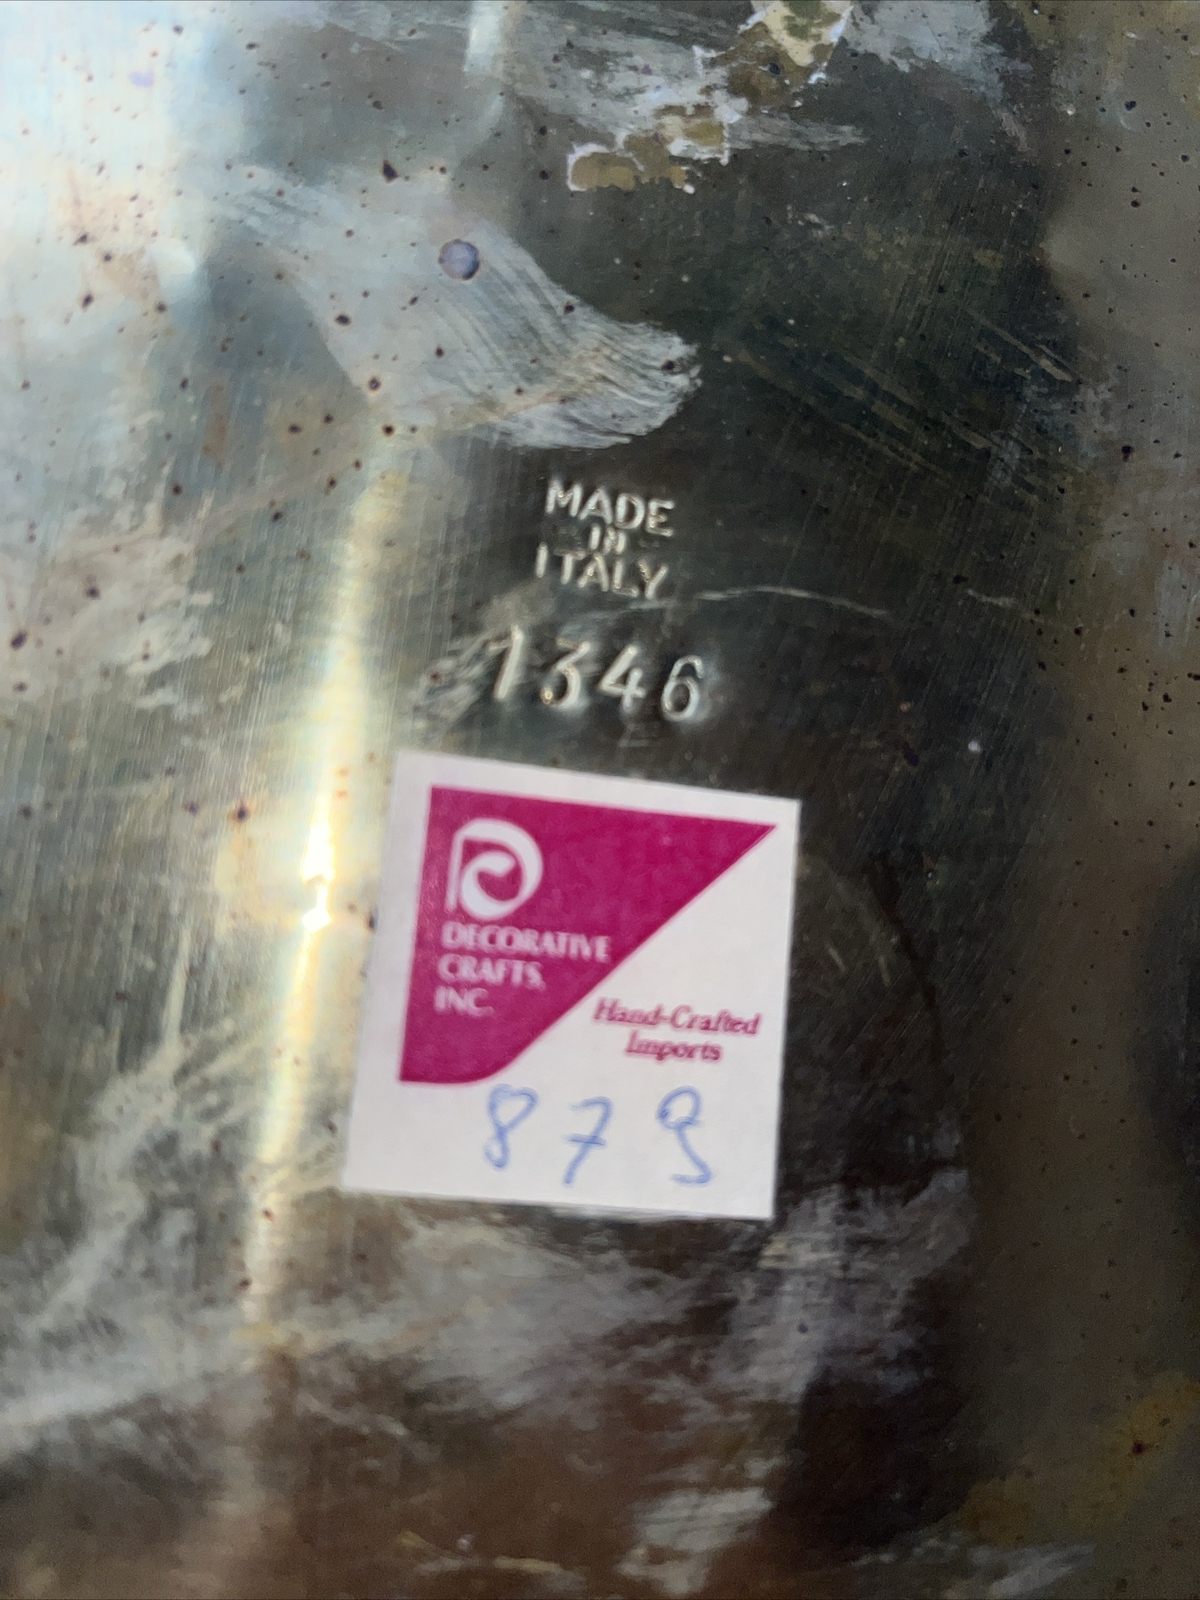 MADE
IN
ITALY
1346
DECORATIVE
CRAFTS,
INC.
Hand-Crafted
Imports
879